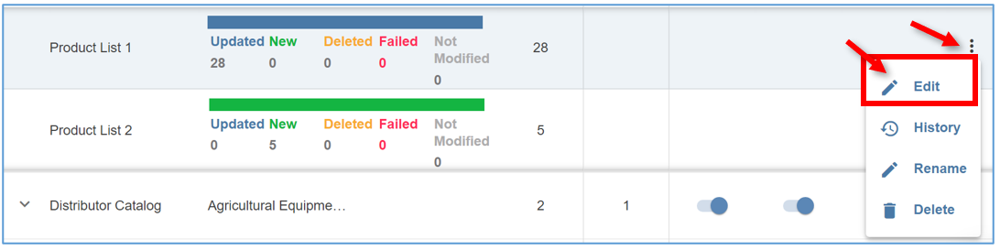 Product List 1
Updated New Deleted Failed Not Modified
28 0 0 0 0
28
Edit
Product List 2
Updated New Deleted Failed Not Modified
0 5 0 0 0
5
History
Rename
Distributor Catalog Agricultural Equipme… 2 1
Delete